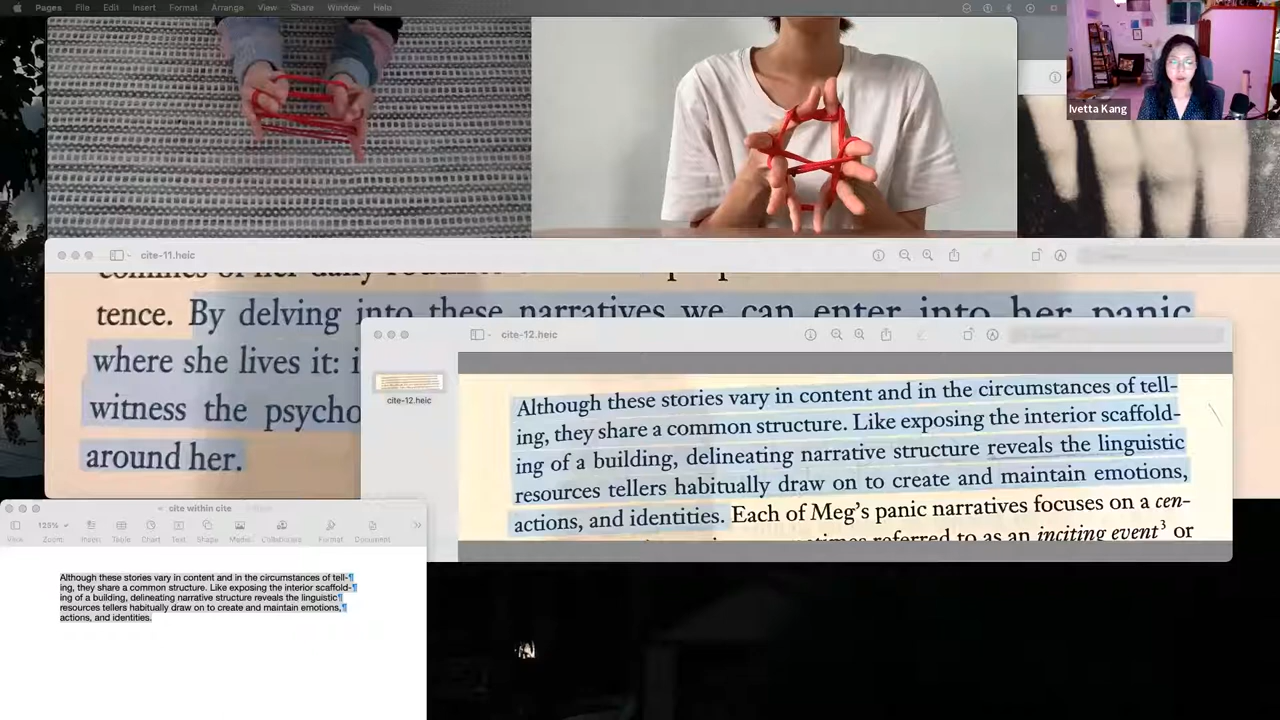 Pages File Edit Insert Format Arrange View Share Window Help
Ivetta Kang
cite-11.heic
tence. By delving into these narratives we can enter into her panic
where she lives it: i
witness the psycho
around her.
cite-12.heic
cite-12.heic
Although these stories vary in content and in the circumstances of tell-
ing, they share a common structure. Like exposing the interior scaffold-
ing of a building, delineating narrative structure reveals the linguistic
resources tellers habitually draw on to create and maintain emotions,
actions, and identities. Each of Meg's panic narratives focuses on a cen-
referred to as an inciting event³ or
cite within cite
125%
View Zoom Insert Table Chart Text Shape Media Collaborate Format Document
Although these stories vary in content and in the circumstances of tell-¶
ing, they share a common structure. Like exposing the interior scaffold-¶
ing of a building, delineating narrative structure reveals the linguistic¶
resources tellers habitually draw on to create and maintain emotions,¶
actions, and identities.